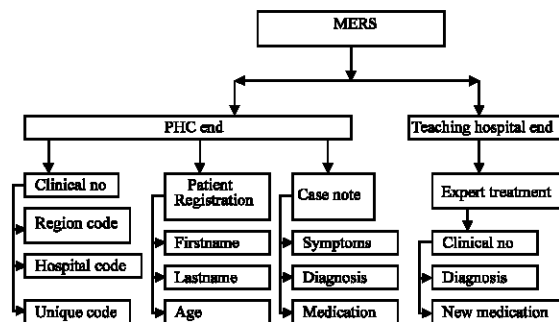 MERS
PHC end
Teaching hospital end
Clinical no
Patient
Registration
Case note
Expert treatment
Region code
Firstname
Symptoms
Clinical no
Hospital code
Lastname
Diagnosis
Diagnosis
Unique code
Age
Medication
New medication